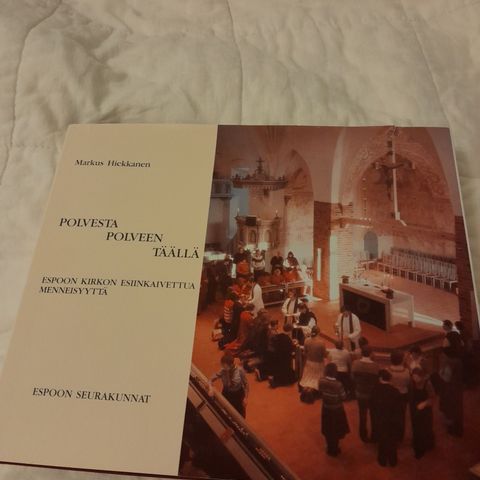 Markus Hiekkanen
POLVESTA
POLVEEN
TÄÄLLÄ
ESPOON KIRKON ESIINKAIVETTUA
MENNEISYYTTÄ
ESPOON SEURAKUNNAT